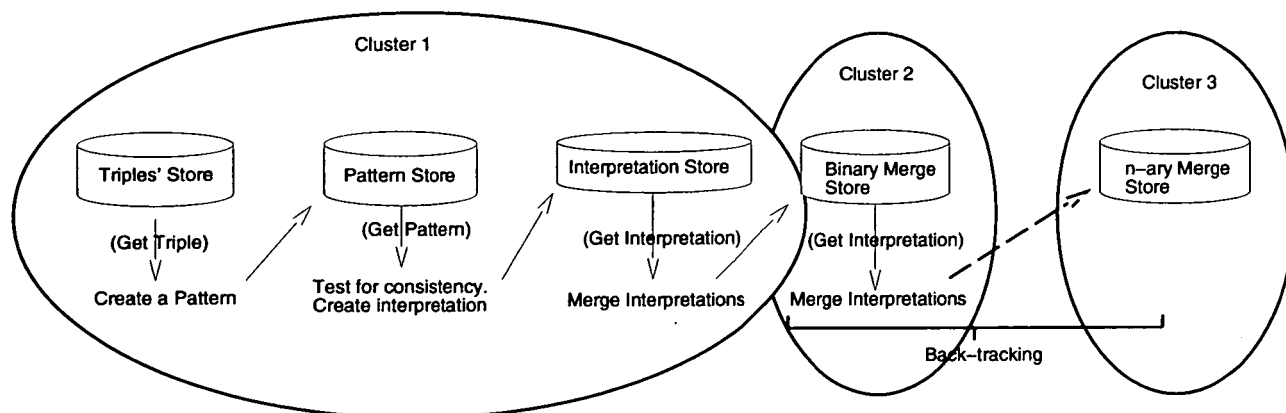 Cluster 1
Cluster 2
Cluster 3
Triples' Store
Pattern Store
Interpretation Store
Binary Merge
Store
n-ary Merge
Store
(Get Triple)
(Get Pattern)
(Get Interpretation)
(Get Interpretation)
Create a Pattern
Test for consistency.
Create interpretation
Merge Interpretations
Merge Interpretations
Back-tracking